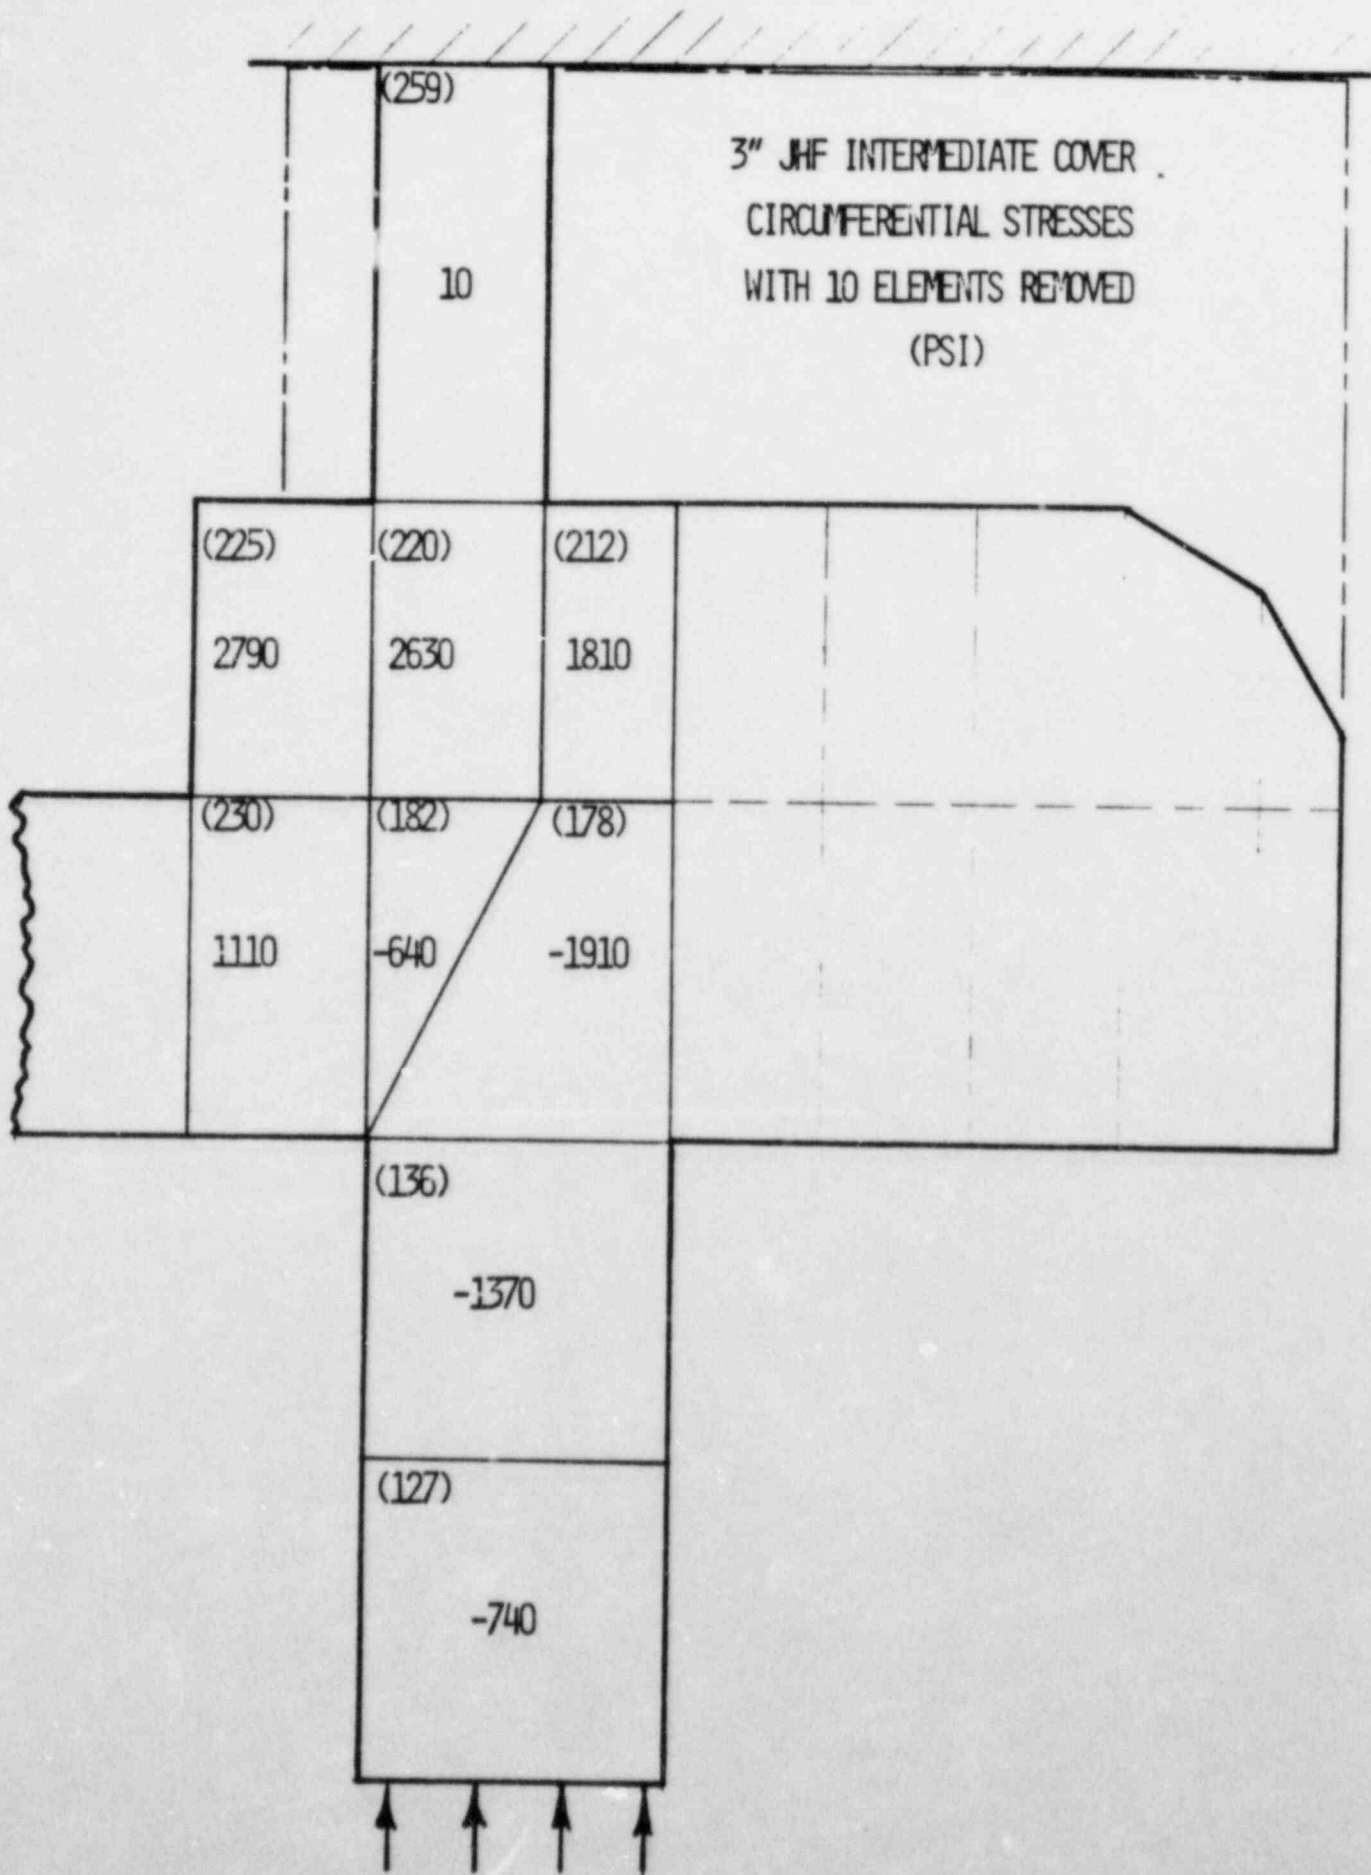 (259)
3" JHF INTERMEDIATE COVER
CIRCUMFERENTIAL STRESSES
WITH 10 ELEMENTS REMOVED
(PSI)
10
(225) (220) (212)
2790 2630 1810
(230) (182) (178)
1110 -640 -1910
(136)
-1370
(127)
-740